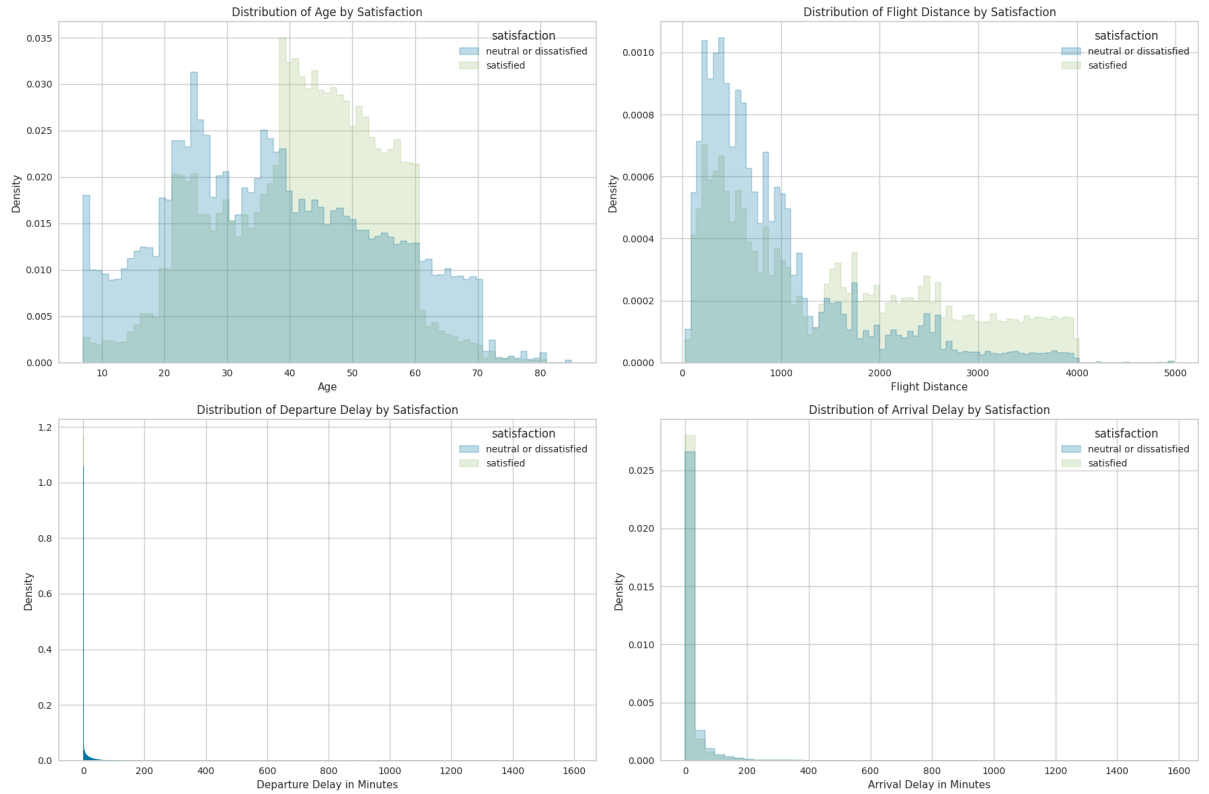 Distribution of Age by Satisfaction
satisfaction
neutral or dissatisfied
satisfied
0.035
0.030
0.025
0.020
0.015
0.010
0.005
0.000
Density
10 20 30 40 50 60 70 80
Age
Distribution of Flight Distance by Satisfaction
satisfaction
neutral or dissatisfied
satisfied
0.0010
0.0008
0.0006
0.0004
0.0002
0.0000
Density
0 1000 2000 3000 4000 5000
Flight Distance
Distribution of Departure Delay by Satisfaction
satisfaction
neutral or dissatisfied
satisfied
1.2
1.0
0.8
0.6
0.4
0.2
0.0
Density
0 200 400 600 800 1000 1200 1400 1600
Departure Delay in Minutes
Distribution of Arrival Delay by Satisfaction
satisfaction
neutral or dissatisfied
satisfied
0.025
0.020
0.015
0.010
0.005
0.000
Density
0 200 400 600 800 1000 1200 1400 1600
Arrival Delay in Minutes